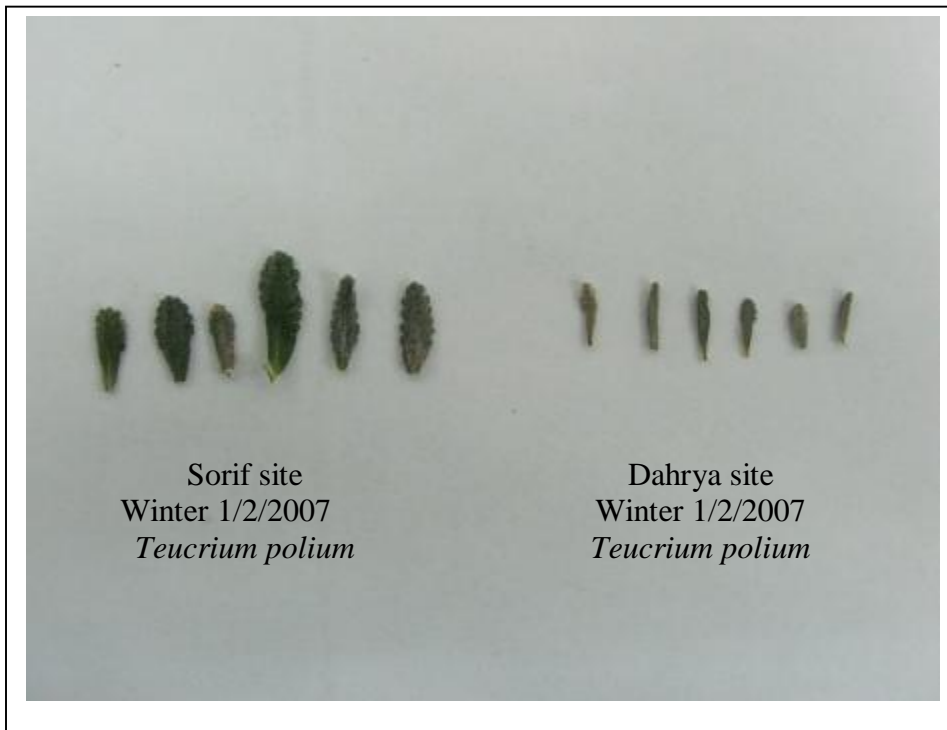 Sorif site
Winter 1/2/2007
Teucrium polium
Dahrya site
Winter 1/2/2007
Teucrium polium